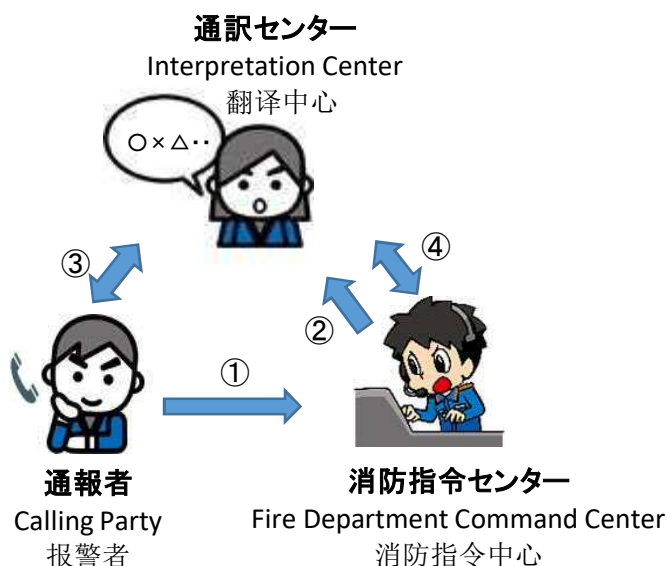 通訳センター
Interpretation Center
翻译中心
○×△・・
③
④
②
①
通報者
Calling Party
报警者
消防指令センター
Fire Department Command Center
消防指令中心